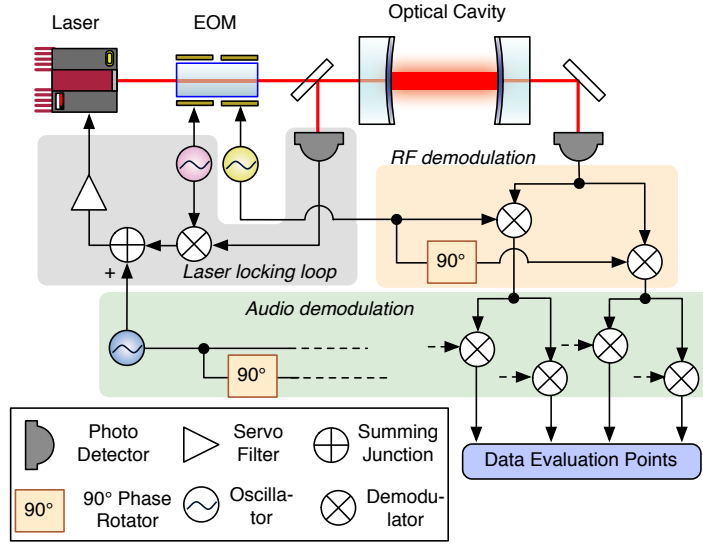 Laser
EOM
Optical Cavity
RF demodulation
Laser locking loop
+
90°
Audio demodulation
90°
Data Evaluation Points
Photo
Detector
Servo
Filter
Summing
Junction
90°
90° Phase
Rotator
Oscilla-
tor
Demodu-
lator